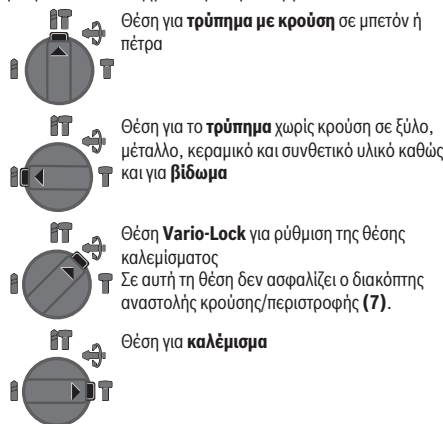 Θέση για τρύπημα με κρούση σε μπετόν ή
πέτρα
Θέση για το τρύπημα χωρίς κρούση σε ξύλο,
μέταλλο, κεραμικό και συνθετικό υλικό καθώς
και για βίδωμα
Θέση Vario-Lock για ρύθμιση της θέσης
καλεμίσματος
Σε αυτή τη θέση δεν ασφαλίζει ο διακόπτης
αναστολής κρούσης/περιστροφής (7).
Θέση για καλέμισμα